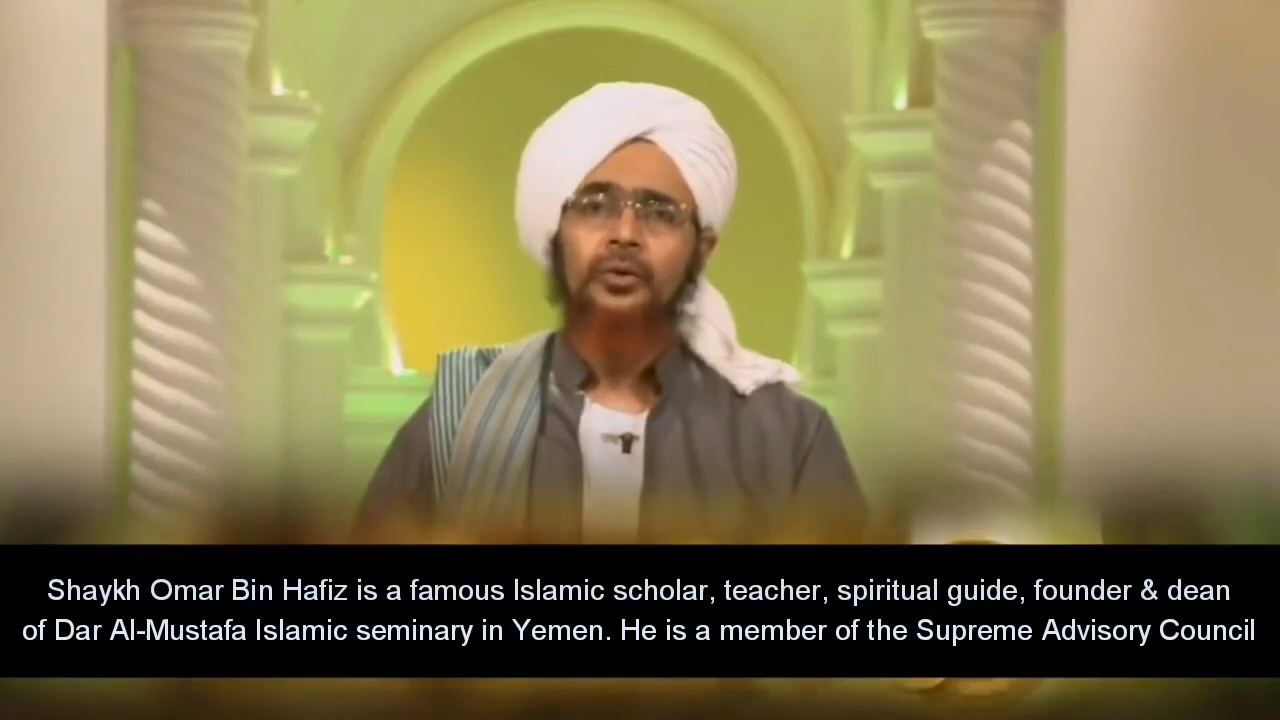 Shaykh Omar Bin Hafiz is a famous Islamic scholar, teacher, spiritual guide, founder & dean
of Dar Al-Mustafa Islamic seminary in Yemen. He is a member of the Supreme Advisory Council